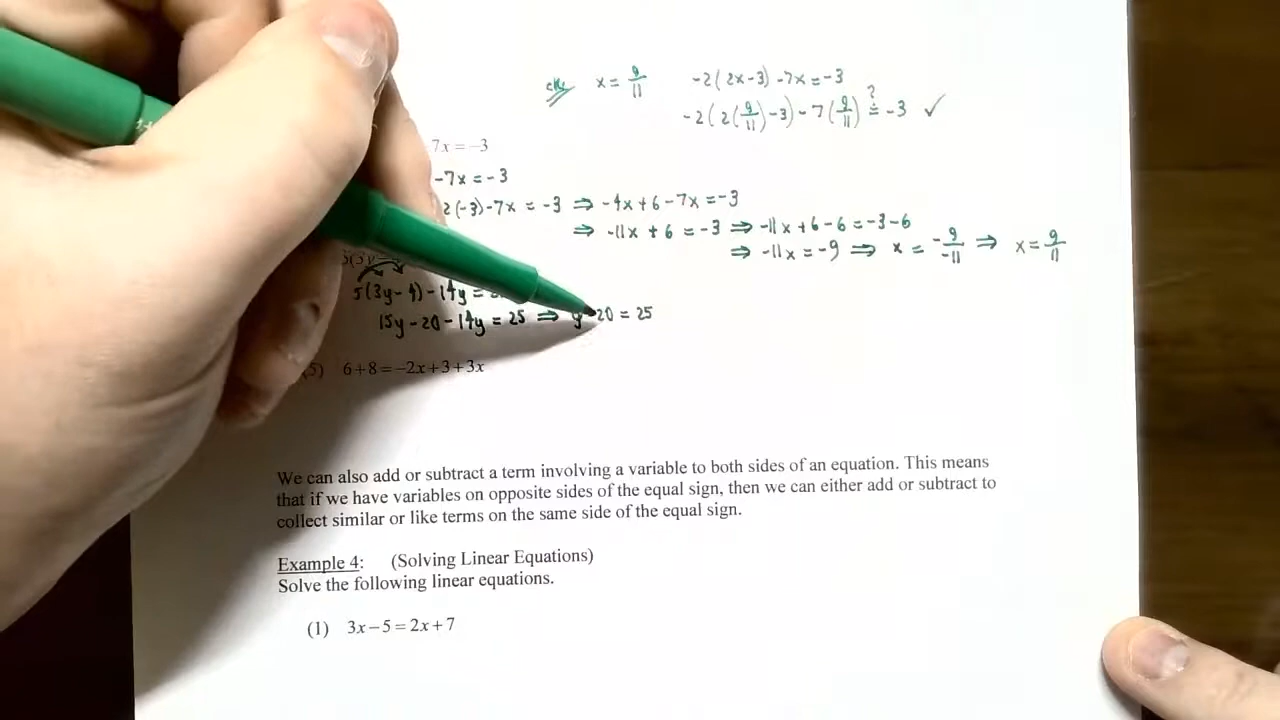 cK x = 9/11 -2(2x-3) -7x = -3
-2(2(9/11)-3) - 7(9/11) ≟ -3 ✓
7x = -3
-7x = -3
2(-3)-7x = -3 ⇒ -4x+6-7x = -3
⇒ -11x + 6 = -3 ⇒ -11x+6-6 = -3-6
⇒ -11x = -9 ⇒ x = -9/-11 ⇒ x = 9/11
5(3y-4)-14y =
15y-20-14y = 25 ⇒ y-20 = 25
5) 6+8 = -2x+3+3x
We can also add or subtract a term involving a variable to both sides of an equation. This means
that if we have variables on opposite sides of the equal sign, then we can either add or subtract to
collect similar or like terms on the same side of the equal sign.
Example 4: (Solving Linear Equations)
Solve the following linear equations.
(1) 3x-5 = 2x+7